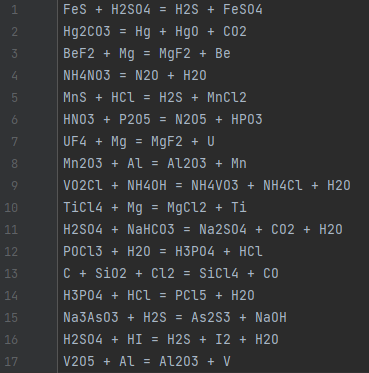 1 FeS + H2SO4 = H2S + FeSO4
2 Hg2CO3 = Hg + HgO + CO2
3 BeF2 + Mg = MgF2 + Be
4 NH4NO3 = N2O + H2O
5 MnS + HCl = H2S + MnCl2
6 HNO3 + P2O5 = N2O5 + HPO3
7 UF4 + Mg = MgF2 + U
8 Mn2O3 + Al = Al2O3 + Mn
9 VO2Cl + NH4OH = NH4VO3 + NH4Cl + H2O
10 TiCl4 + Mg = MgCl2 + Ti
11 H2SO4 + NaHCO3 = Na2SO4 + CO2 + H2O
12 POCl3 + H2O = H3PO4 + HCl
13 C + SiO2 + Cl2 = SiCl4 + CO
14 H3PO4 + HCl = PCl5 + H2O
15 Na3AsO3 + H2S = As2S3 + NaOH
16 H2SO4 + HI = H2S + I2 + H2O
17 V2O5 + Al = Al2O3 + V